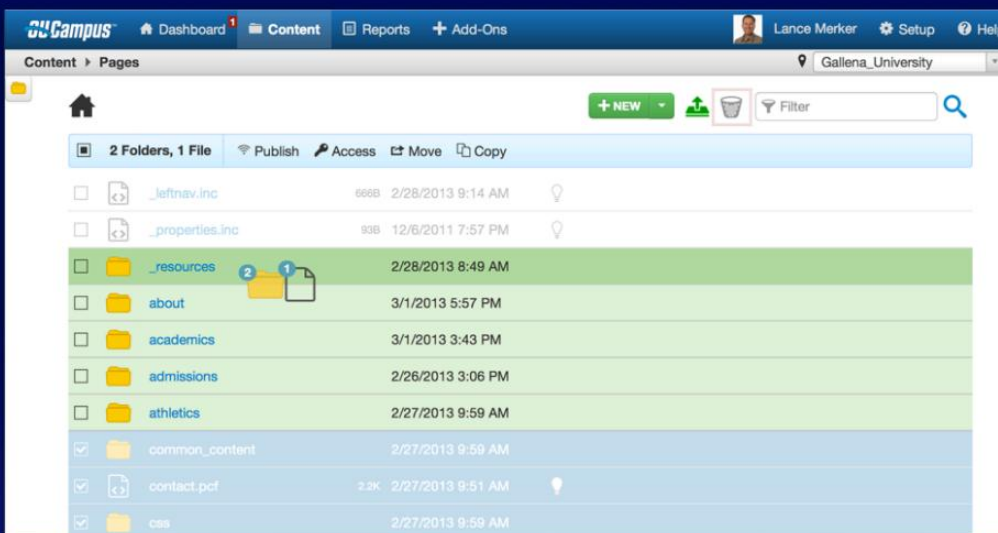 OU Campus Dashboard 1 Content Reports Add-Ons Lance Merker Setup Hel
Content Pages Gallena_University
+ NEW Filter
2 Folders, 1 File Publish Access Move Copy
_leftnav.inc 666B 2/28/2013 9:14 AM
_properties.inc 93B 12/6/2011 7:57 PM
_resources 2 1 2/28/2013 8:49 AM
about 3/1/2013 5:57 PM
academics 3/1/2013 3:43 PM
admissions 2/26/2013 3:06 PM
athletics 2/27/2013 9:59 AM
common_content 2/27/2013 9:59 AM
contact.pcf 2.2K 2/27/2013 9:51 AM
css 2/27/2013 9:59 AM